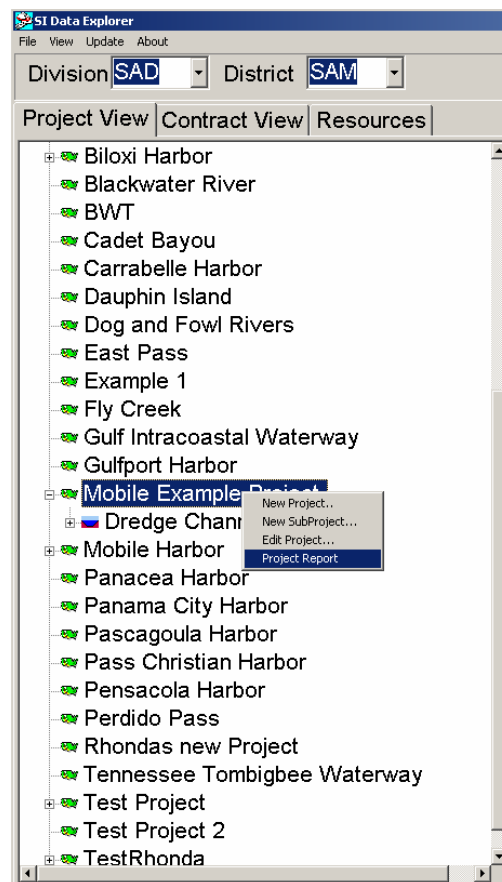 SI Data Explorer
File View Update About
Division SAD District SAM
Project View Contract View Resources
Biloxi Harbor
Blackwater River
BWT
Cadet Bayou
Carrabelle Harbor
Dauphin Island
Dog and Fowl Rivers
East Pass
Example 1
Fly Creek
Gulf Intracoastal Waterway
Gulfport Harbor
Mobile Example Project
New Project..
New SubProject...
Edit Project...
Project Report
Dredge Chann
Mobile Harbor
Panacea Harbor
Panama City Harbor
Pascagoula Harbor
Pass Christian Harbor
Pensacola Harbor
Perdido Pass
Rhondas new Project
Tennessee Tombigbee Waterway
Test Project
Test Project 2
TestRhonda